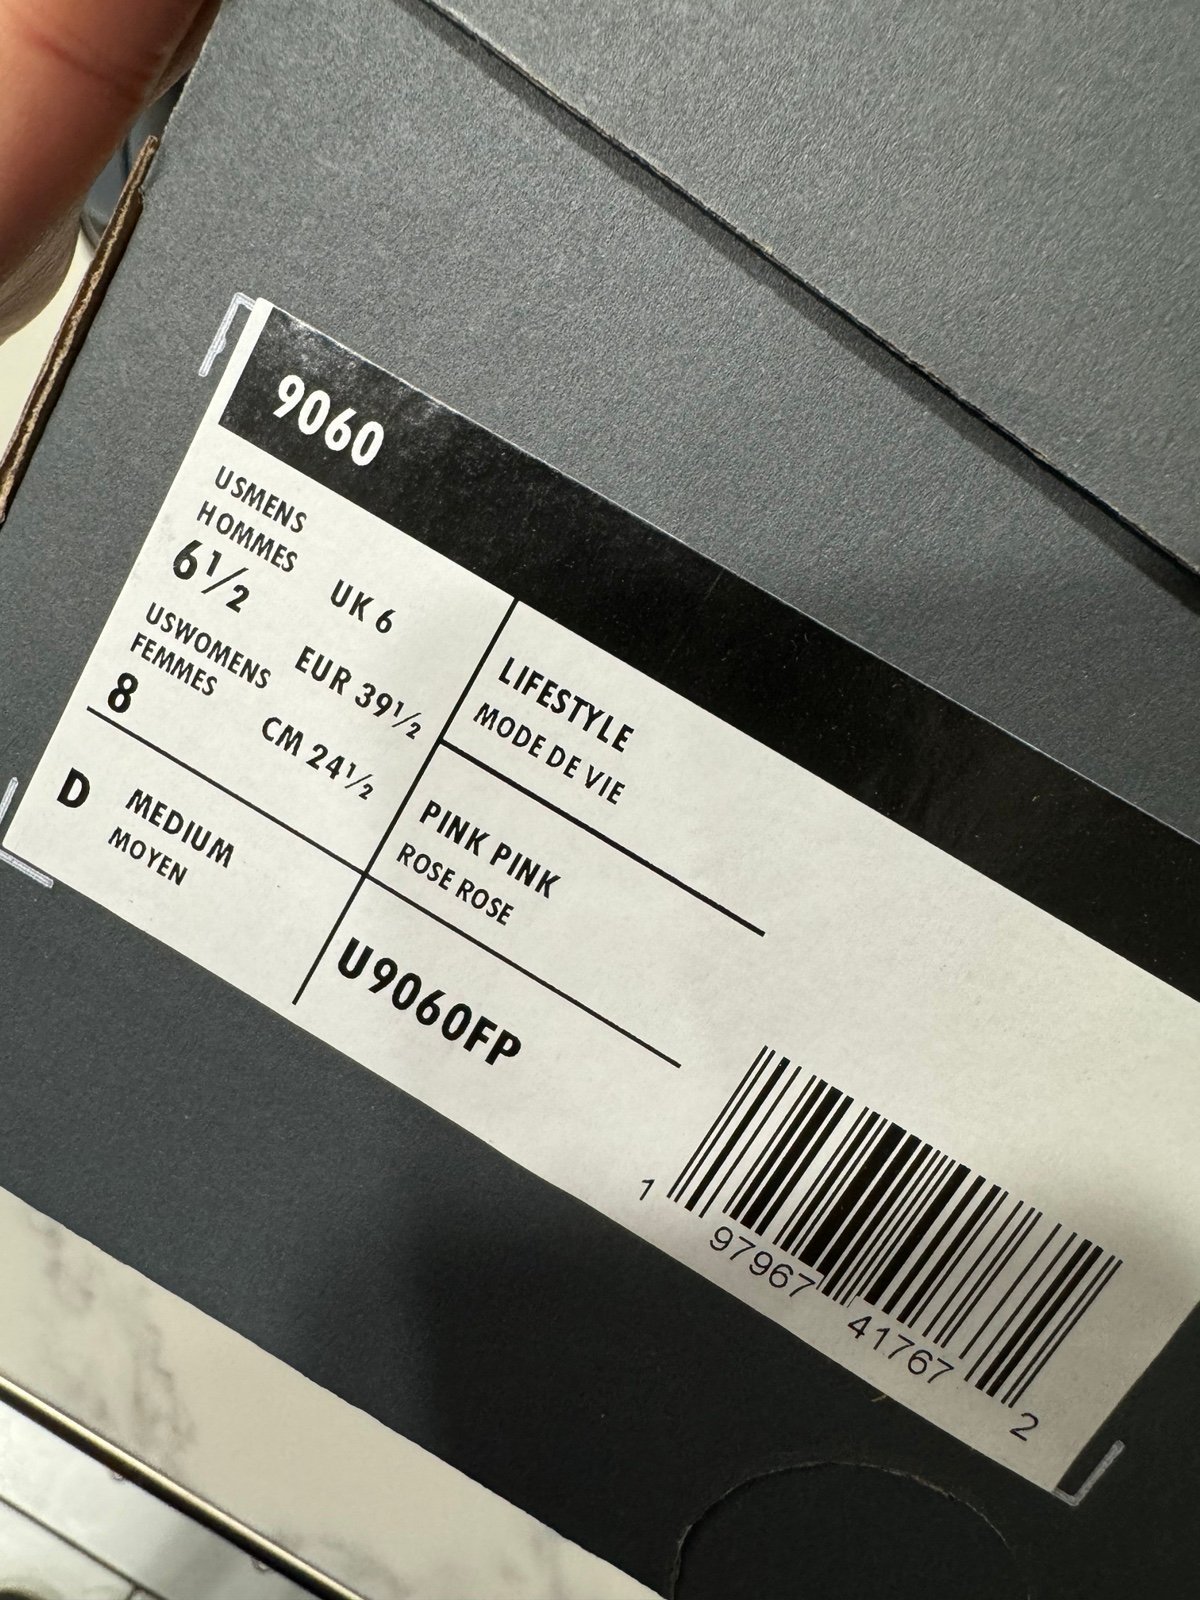 9060
USMENS
HOMMES
6½
UK 6
USWOMENS
FEMMES
8
EUR 39½
CM 24½
D
MEDIUM
MOYEN
LIFESTYLE
MODE DE VIE
PINK PINK
ROSE ROSE
U9060FP
1 97967 41767 2